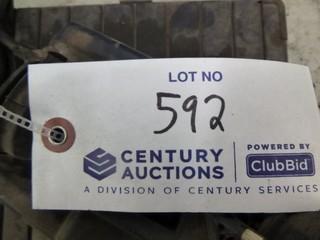 LOT NO
592
CENTURY AUCTIONS
POWERED BY
ClubBid
A DIVISION OF CENTURY SERVICES